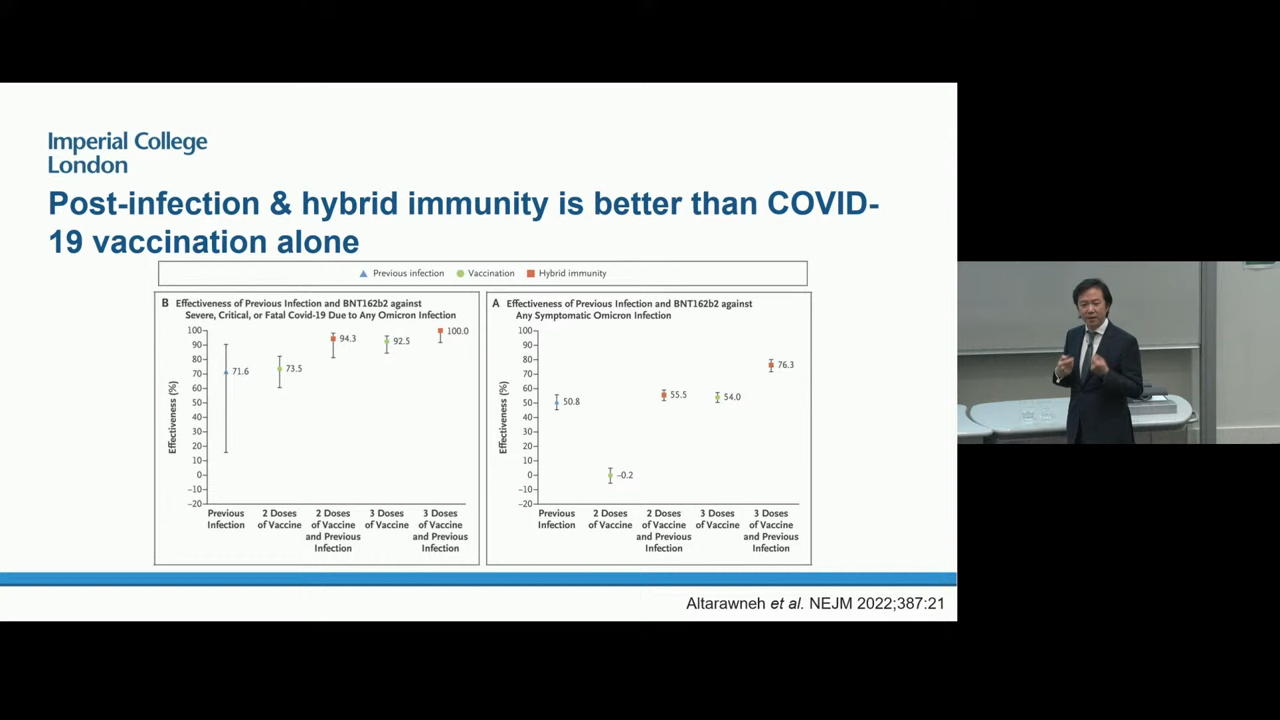 Imperial College
London
Post-infection & hybrid immunity is better than COVID-
19 vaccination alone
Previous infection
Vaccination
Hybrid immunity
B Effectiveness of Previous Infection and BNT162b2 against
Severe, Critical, or Fatal Covid-19 Due to Any Omicron Infection
Effectiveness (%)
100
90
80
70
60
50
40
30
20
10
0
−10
−20
71.6
73.5
94.3
92.5
100.0
Previous
Infection
2 Doses
of Vaccine
2 Doses
of Vaccine
and Previous
Infection
3 Doses
of Vaccine
3 Doses
of Vaccine
and Previous
Infection
A Effectiveness of Previous Infection and BNT162b2 against
Any Symptomatic Omicron Infection
Effectiveness (%)
100
90
80
70
60
50
40
30
20
10
0
−10
−20
50.8
−0.2
55.5
54.0
76.3
Previous
Infection
2 Doses
of Vaccine
2 Doses
of Vaccine
and Previous
Infection
3 Doses
of Vaccine
3 Doses
of Vaccine
and Previous
Infection
Altarawneh et al. NEJM 2022;387:21